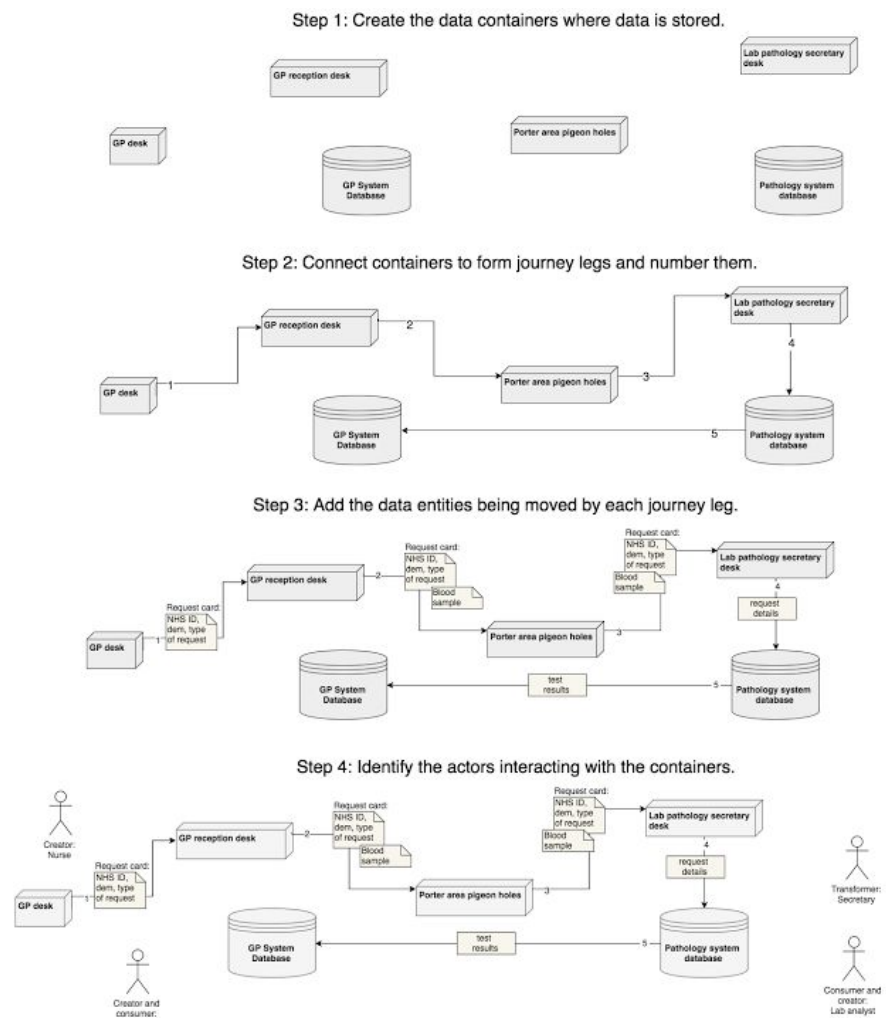 Step 1: Create the data containers where data is stored.
Lab pathology secretary
desk
GP reception desk
Porter area pigeon holes
GP desk
GP System
Database
Pathology system
database
Step 2: Connect containers to form journey legs and number them.
Lab pathology secretary
desk
GP reception desk
2
4
3
Porter area pigeon holes
1
GP desk
GP System
Database
5
Pathology system
database
Step 3: Add the data entities being moved by each journey leg.
Request card:
NHS ID,
dem, type
of request
Blood
sample
Request card:
NHS ID,
dem, type
of request
Blood
sample
Lab pathology secretary
desk
GP reception desk
2
4
request
details
Request card:
NHS ID,
dem, type
of request
1
GP desk
Porter area pigeon holes
3
GP System
Database
test
results
5
Pathology system
database
Step 4: Identify the actors interacting with the containers.
Creator:
Nurse
Request card:
NHS ID,
dem, type
of request
Blood
sample
Request card:
NHS ID,
dem, type
of request
Blood
sample
Lab pathology secretary
desk
GP reception desk
2
4
request
details
Transformer:
Secretary
Request card:
NHS ID,
dem, type
of request
1
GP desk
Porter area pigeon holes
3
GP System
Database
test
results
5
Pathology system
database
Creator and
consumer:
Consumer and
creator:
Lab analyst